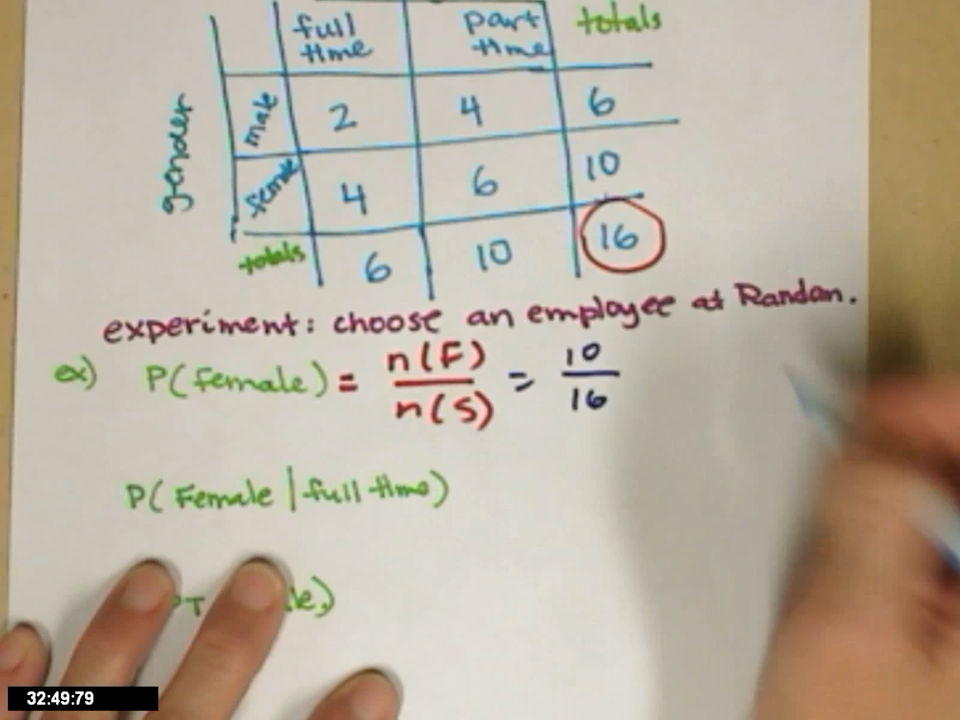 full time part time totals
gender male 2 4 6
female 4 6 10
totals 6 10 16
experiment: choose an employee at Random.
ex) P(female) = n(F)/n(S) = 10/16
P(Female | full time)
32:49:79